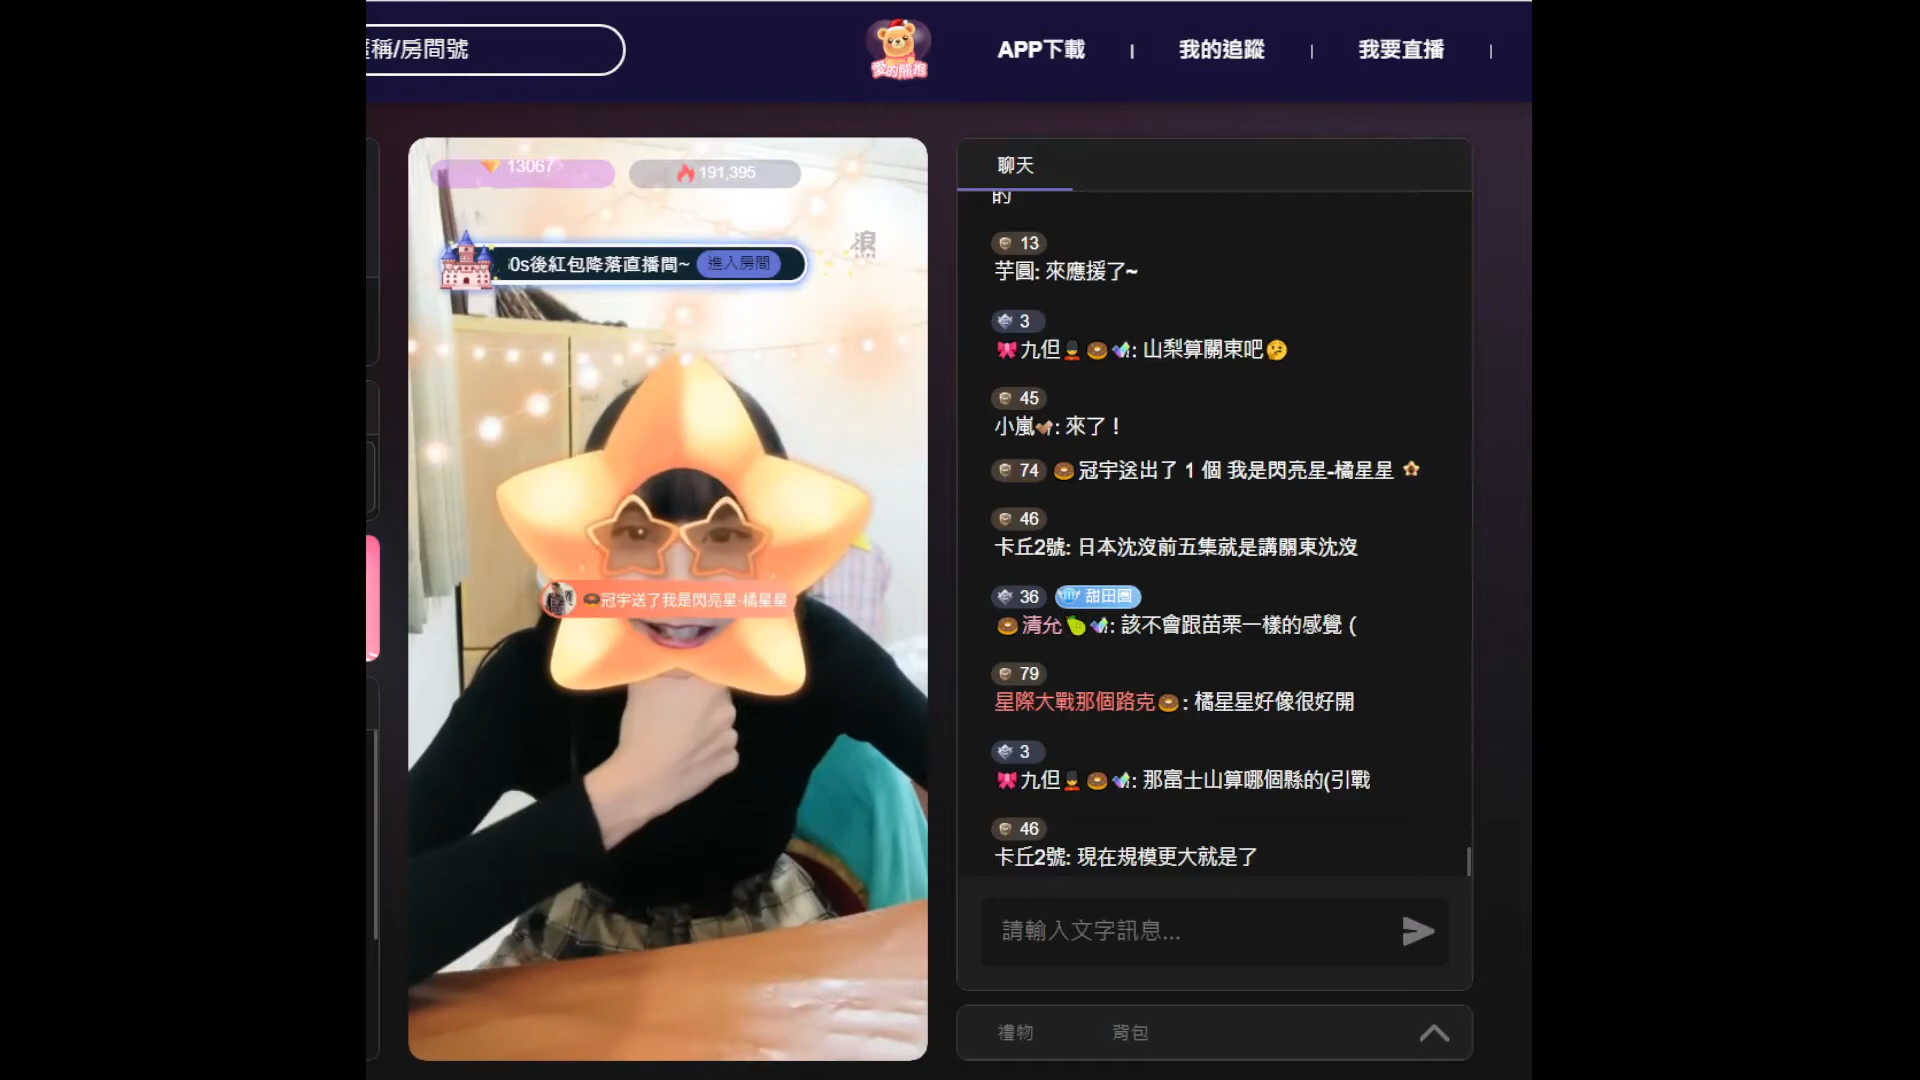 稱/房間號
愛的熊抱
APP下載
我的追蹤
我要直播
13067
191,395
浪
LIVE
0s後紅包降落直播間~
進入房間
冠宇送了我是閃亮星-橘星星
聊天
的
13
芋圓: 來應援了~
3
九但: 山梨算關東吧
45
小嵐: 來了!
74 冠宇送出了 1 個 我是閃亮星-橘星星
46
卡丘2號: 日本沈沒前五集就是講關東沈沒
36 甜田圈
清允: 該不會跟苗栗一樣的感覺 (
79
星際大戰那個路克: 橘星星好像很好開
3
九但: 那富士山算哪個縣的(引戰
46
卡丘2號: 現在規模更大就是了
請輸入文字訊息...
禮物
背包